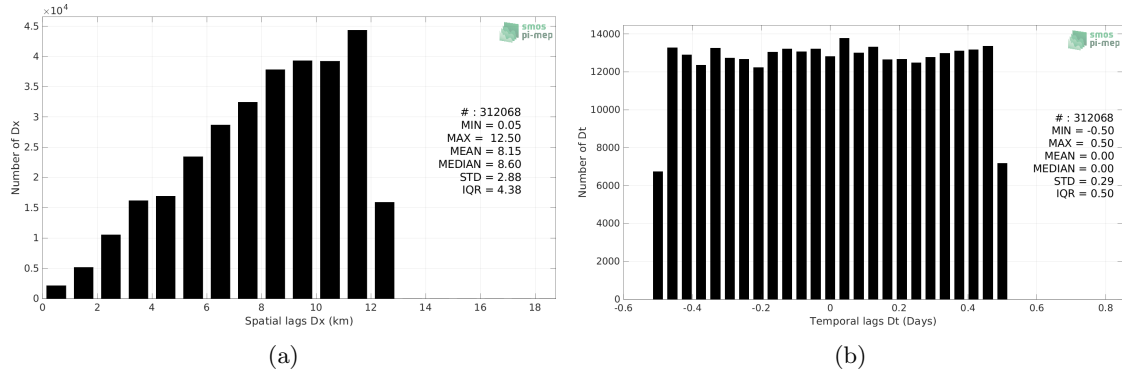 ×10⁴
4.5
4
3.5
3
2.5
2
1.5
1
0.5
0
Number of Dx
smos
pi-mep
# : 312068
MIN = 0.05
MAX = 12.50
MEAN = 8.15
MEDIAN = 8.60
STD = 2.88
IQR = 4.38
0 2 4 6 8 10 12 14 16 18
Spatial lags Dx (km)
(a)
14000
12000
10000
8000
6000
4000
2000
0
Number of Dt
smos
pi-mep
# : 312068
MIN = -0.50
MAX = 0.50
MEAN = 0.00
MEDIAN = 0.00
STD = 0.29
IQR = 0.50
-0.6 -0.4 -0.2 0 0.2 0.4 0.6 0.8
Temporal lags Dt (Days)
(b)